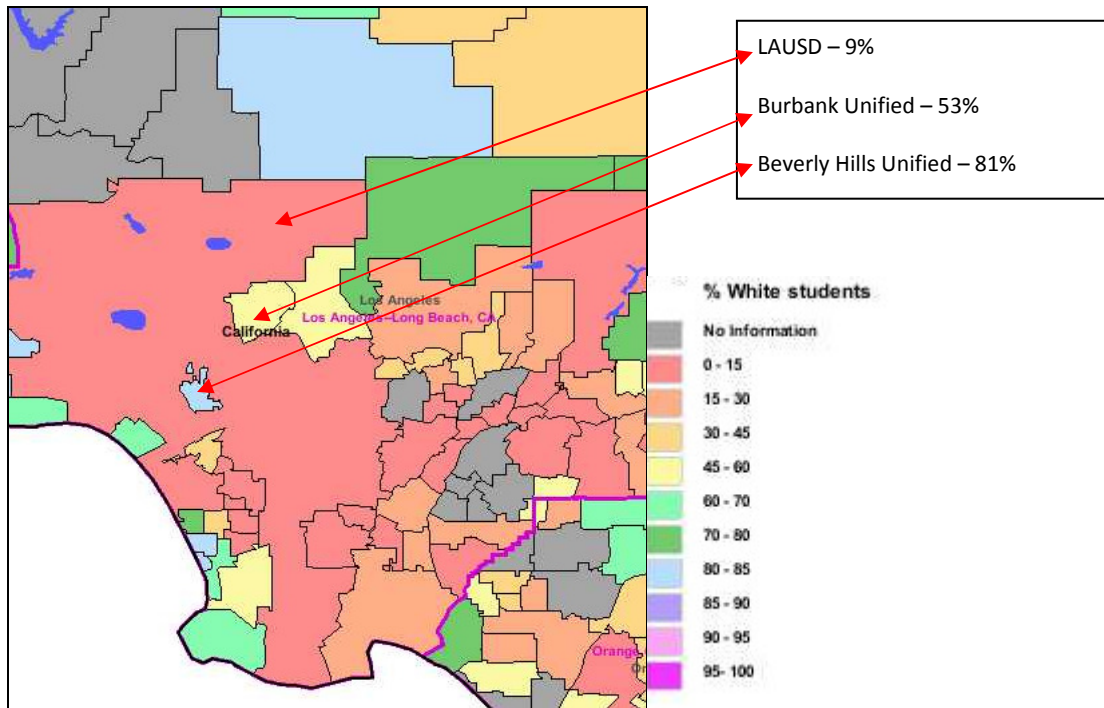 LAUSD – 9%
Burbank Unified – 53%
Beverly Hills Unified – 81%
Los Angeles
Los Angeles--Long Beach, CA
California
% White students
No Information
0 - 15
15 - 30
30 - 45
45 - 60
60 - 70
70 - 80
80 - 85
85 - 90
90 - 95
95- 100
Orange